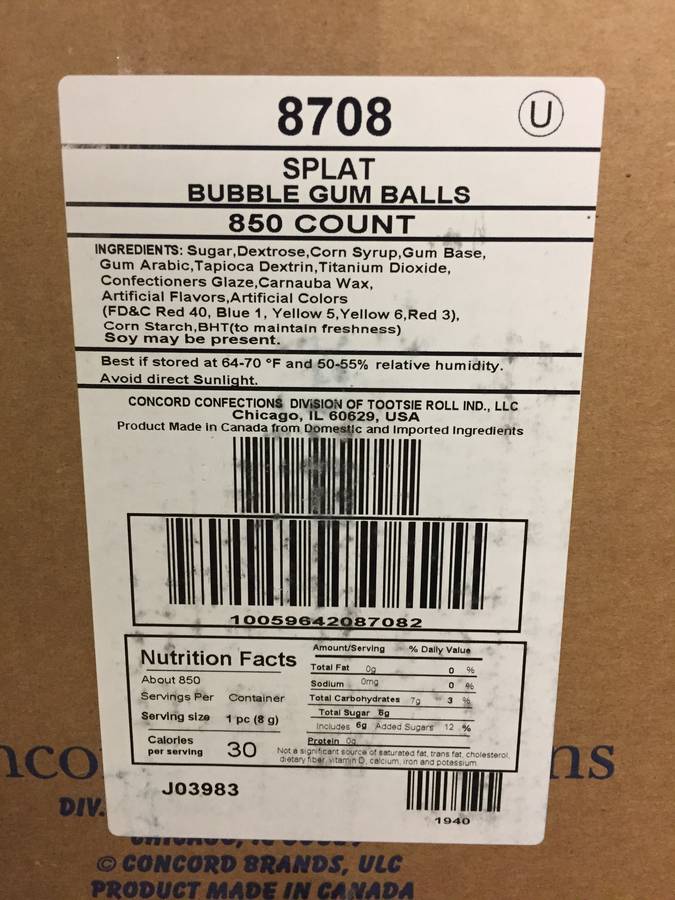 8708
U
SPLAT
BUBBLE GUM BALLS
850 COUNT
INGREDIENTS: Sugar,Dextrose,Corn Syrup,Gum Base,
Gum Arabic,Tapioca Dextrin,Titanium Dioxide,
Confectioners Glaze,Carnauba Wax,
Artificial Flavors,Artificial Colors
(FD&C Red 40, Blue 1, Yellow 5,Yellow 6,Red 3),
Corn Starch,BHT(to maintain freshness)
Soy may be present.
Best if stored at 64-70 °F and 50-55% relative humidity.
Avoid direct Sunlight.
CONCORD CONFECTIONS DIVISION OF TOOTSIE ROLL IND., LLC
Chicago, IL 60629, USA
Product Made in Canada from Domestic and Imported Ingredients
10059642087082
Nutrition Facts
About 850
Servings Per Container
Serving size 1 pc (8 g)
Calories
per serving 30
Amount/Serving % Daily Value
Total Fat 0g 0 %
Sodium 0mg 0 %
Total Carbohydrates 7g 3 %
Total Sugar 6g
Includes 6g Added Sugars 12 %
Protein 0g
Not a significant source of saturated fat, trans fat, cholesterol,
dietary fiber, vitamin D, calcium, iron and potassium
J03983
1940
nco ns
DIV.
© CONCORD BRANDS, ULC
PRODUCT MADE IN CANADA